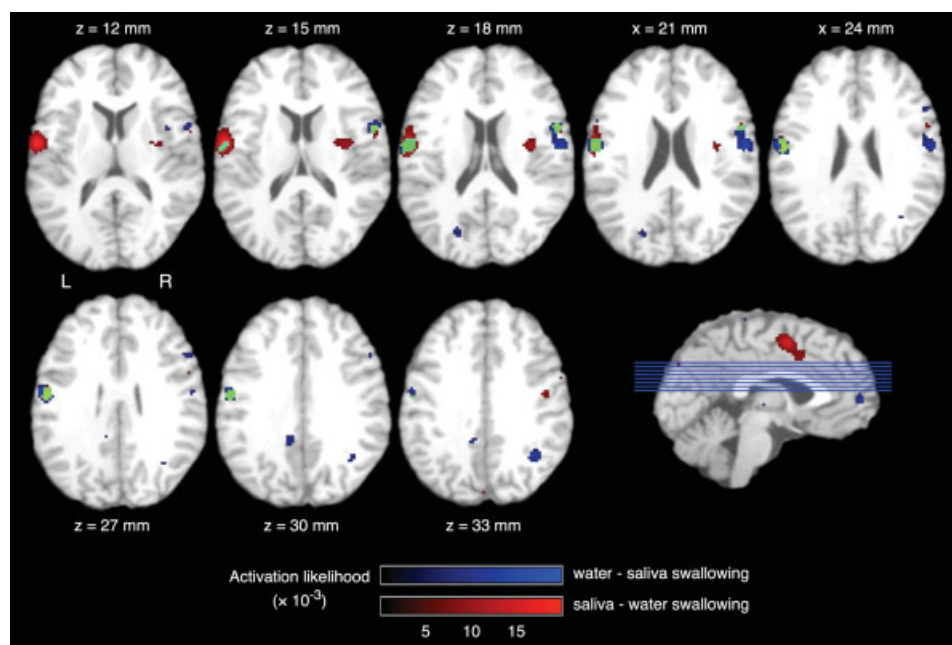 z = 12 mm z = 15 mm z = 18 mm x = 21 mm x = 24 mm
L R
z = 27 mm z = 30 mm z = 33 mm
Activation likelihood
(× 10⁻³)
water - saliva swallowing
saliva - water swallowing
5 10 15